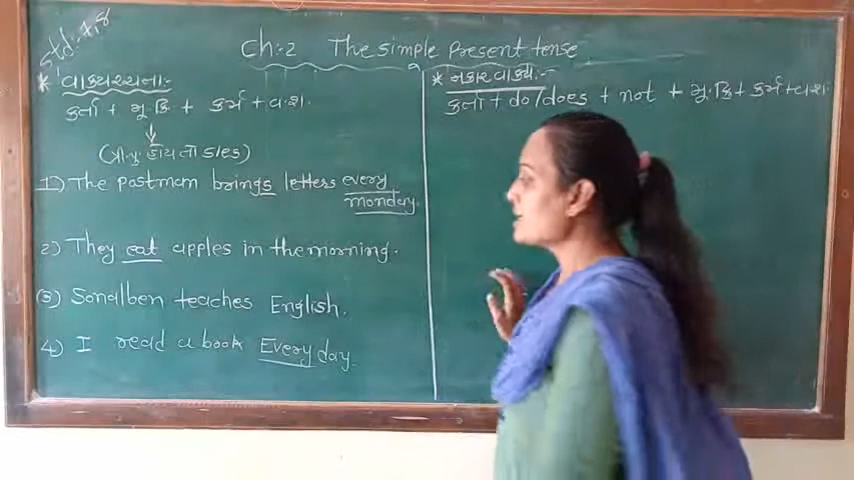 std:-7,8
Ch:-2 The simple present tense
* વાક્યરચના:-
કર્તા + મૂ.ક્રિ + કર્મ + વ.શ.
(ત્રી.પુ. હોય તો s/es)
1) The postman brings letters every monday.
2) They eat apples in the morning.
③ Sonalben teaches English.
4) I read a book Every day.
* નકાર વાક્ય:-
કર્તા + do/does + not + મૂ.ક્રિ + કર્મ + વ.શ.